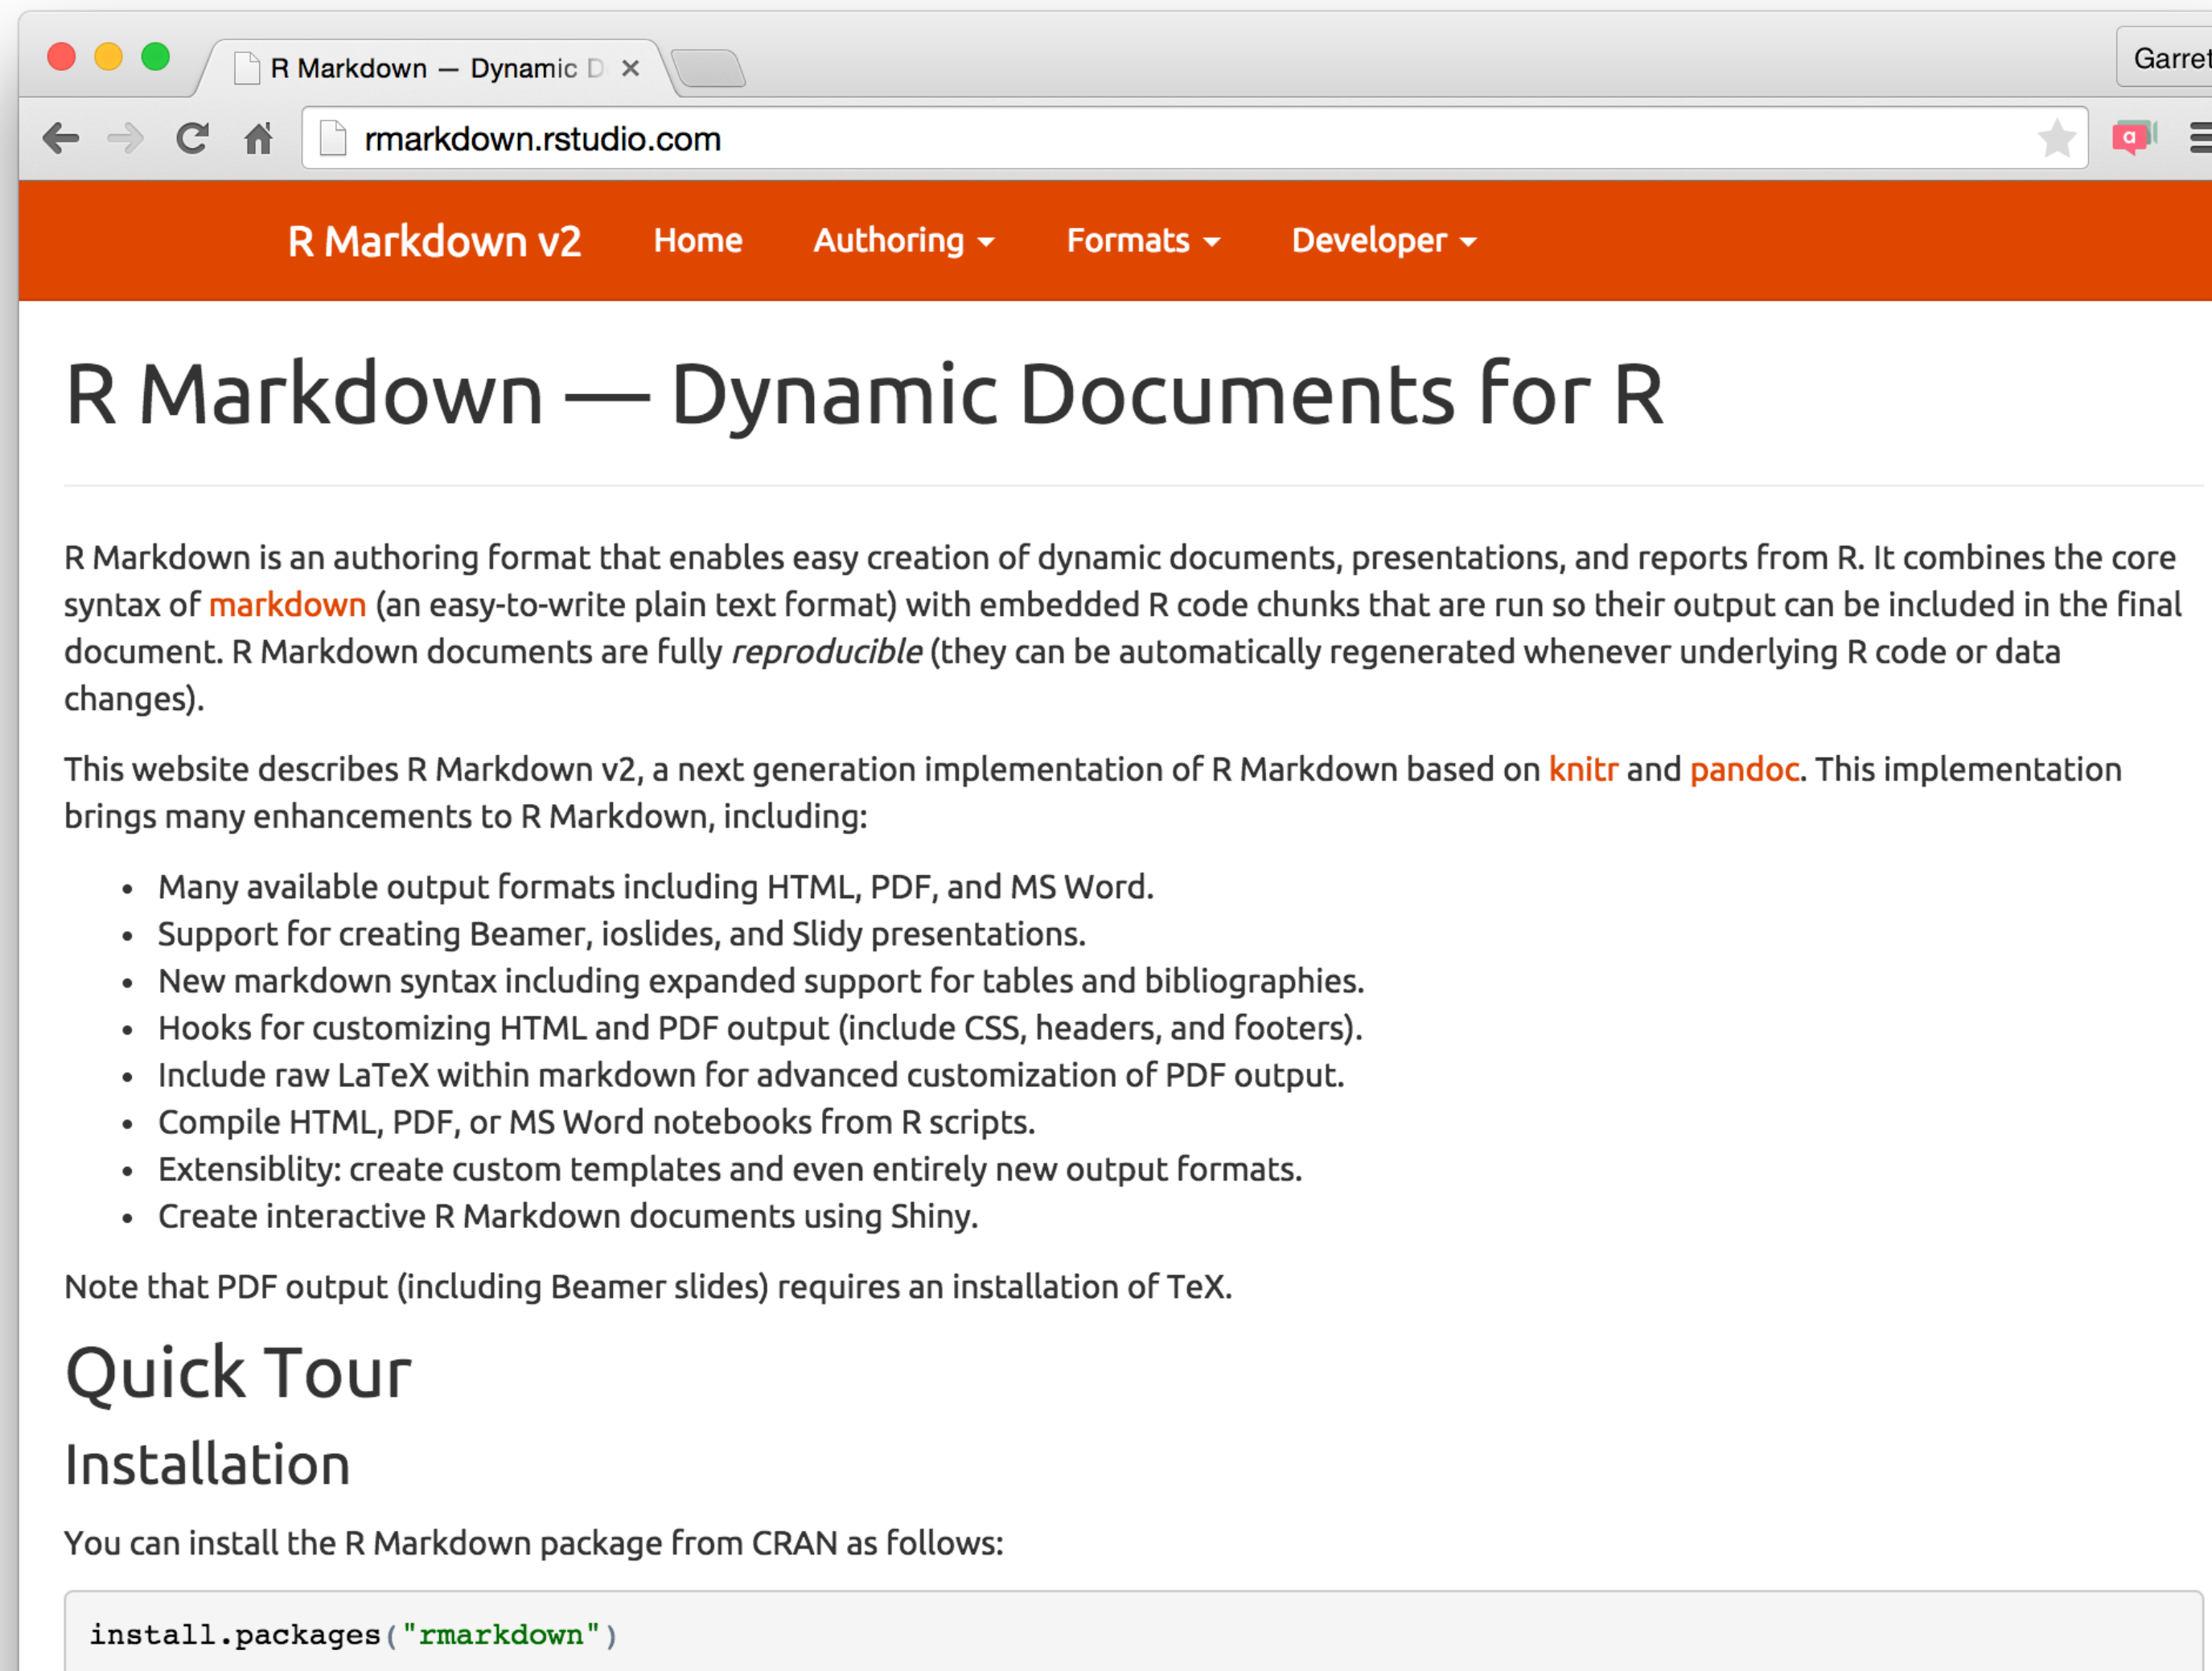 R Markdown — Dynamic D
Garret
rmarkdown.rstudio.com
a
R Markdown v2 Home Authoring Formats Developer
R Markdown — Dynamic Documents for R
R Markdown is an authoring format that enables easy creation of dynamic documents, presentations, and reports from R. It combines the core
syntax of markdown (an easy-to-write plain text format) with embedded R code chunks that are run so their output can be included in the final
document. R Markdown documents are fully reproducible (they can be automatically regenerated whenever underlying R code or data
changes).
This website describes R Markdown v2, a next generation implementation of R Markdown based on knitr and pandoc. This implementation
brings many enhancements to R Markdown, including:
• Many available output formats including HTML, PDF, and MS Word.
• Support for creating Beamer, ioslides, and Slidy presentations.
• New markdown syntax including expanded support for tables and bibliographies.
• Hooks for customizing HTML and PDF output (include CSS, headers, and footers).
• Include raw LaTeX within markdown for advanced customization of PDF output.
• Compile HTML, PDF, or MS Word notebooks from R scripts.
• Extensiblity: create custom templates and even entirely new output formats.
• Create interactive R Markdown documents using Shiny.
Note that PDF output (including Beamer slides) requires an installation of TeX.
Quick Tour
Installation
You can install the R Markdown package from CRAN as follows:
install.packages("rmarkdown")